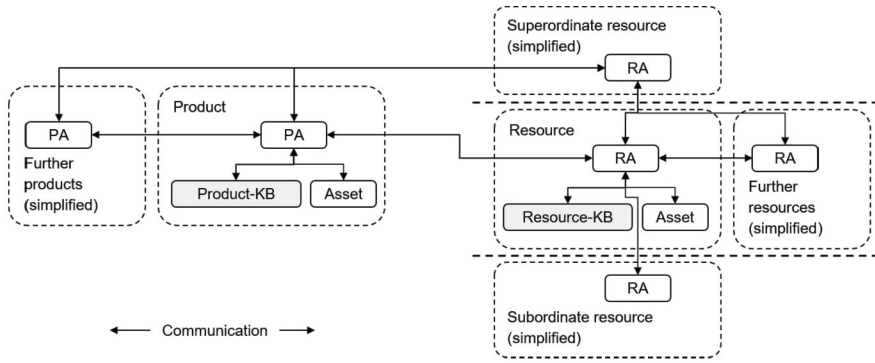 Superordinate resource
(simplified)
RA
Product
PA
PA
Further
products
(simplified)
Product-KB
Asset
Resource
RA
RA
Resource-KB
Asset
Further
resources
(simplified)
RA
Subordinate resource
(simplified)
Communication